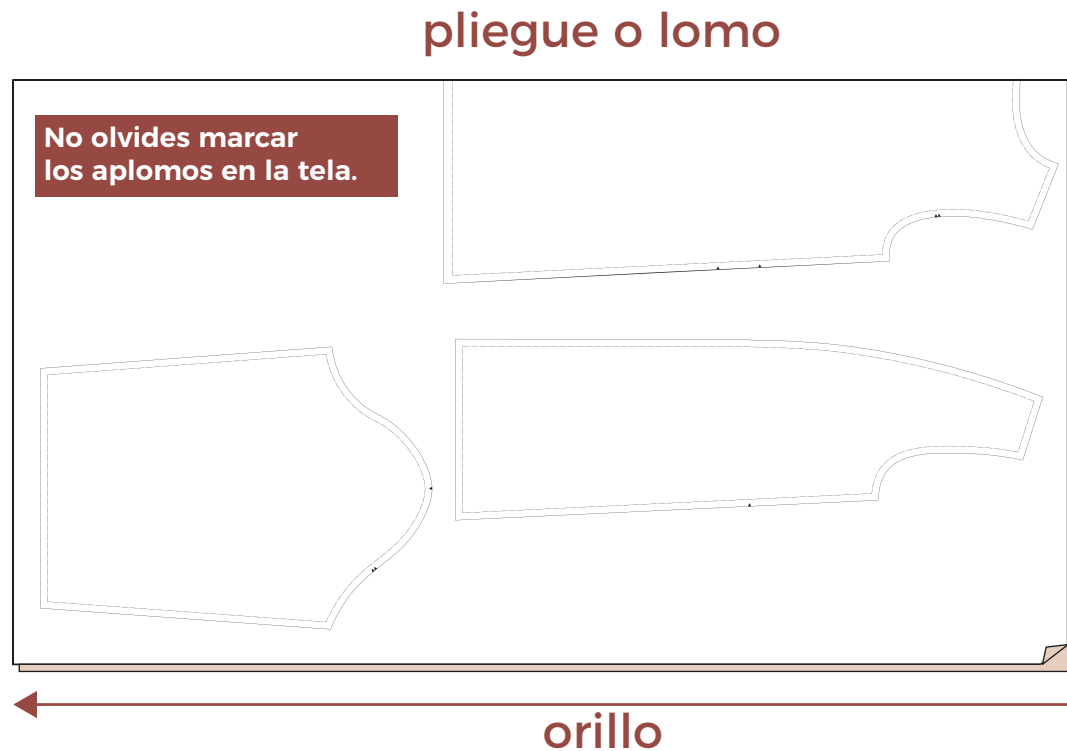 pliegue o lomo
No olvides marcar
los aplomos en la tela.
orillo